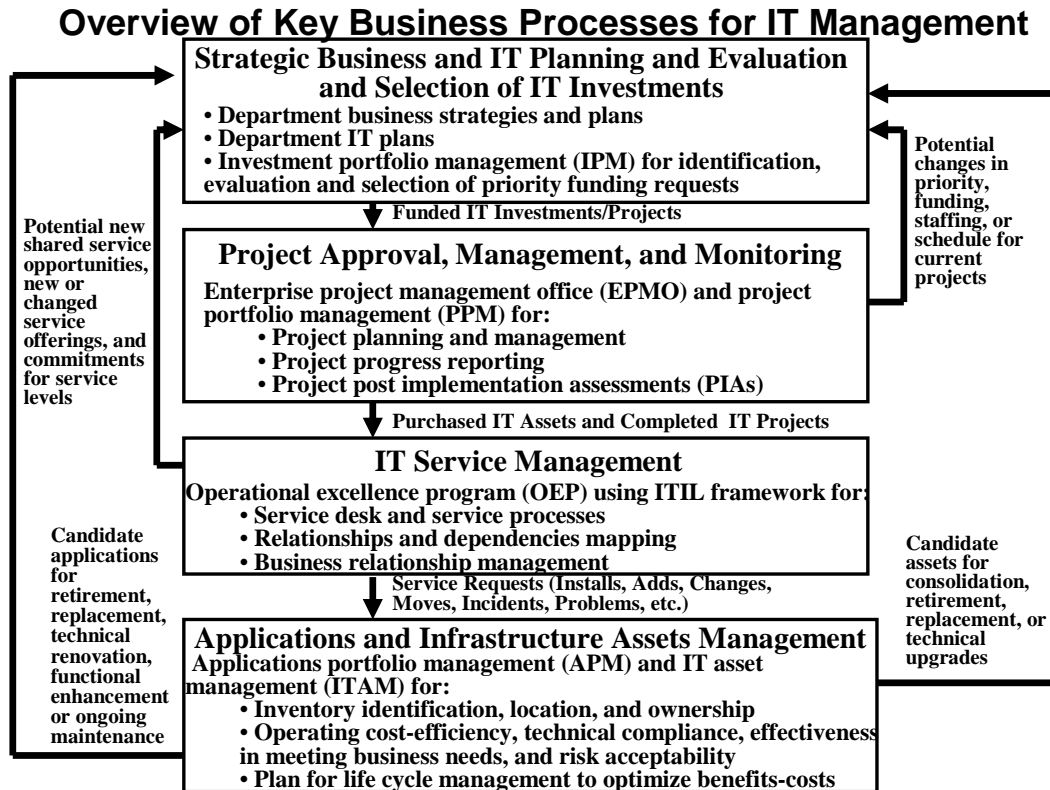 Overview of Key Business Processes for IT Management
Strategic Business and IT Planning and Evaluation
and Selection of IT Investments
• Department business strategies and plans
• Department IT plans
• Investment portfolio management (IPM) for identification,
evaluation and selection of priority funding requests
Potential
changes in
priority,
funding,
staffing, or
schedule for
current
projects
Funded IT Investments/Projects
Potential new
shared service
opportunities,
new or
changed
service
offerings, and
commitments
for service
levels
Project Approval, Management, and Monitoring
Enterprise project management office (EPMO) and project
portfolio management (PPM) for:
• Project planning and management
• Project progress reporting
• Project post implementation assessments (PIAs)
Purchased IT Assets and Completed IT Projects
IT Service Management
Operational excellence program (OEP) using ITIL framework for:
• Service desk and service processes
• Relationships and dependencies mapping
• Business relationship management
Service Requests (Installs, Adds, Changes,
Moves, Incidents, Problems, etc.)
Candidate
applications
for
retirement,
replacement,
technical
renovation,
functional
enhancement
or ongoing
maintenance
Candidate
assets for
consolidation,
retirement,
replacement, or
technical
upgrades
Applications and Infrastructure Assets Management
Applications portfolio management (APM) and IT asset
management (ITAM) for:
• Inventory identification, location, and ownership
• Operating cost-efficiency, technical compliance, effectiveness
in meeting business needs, and risk acceptability
• Plan for life cycle management to optimize benefits-costs